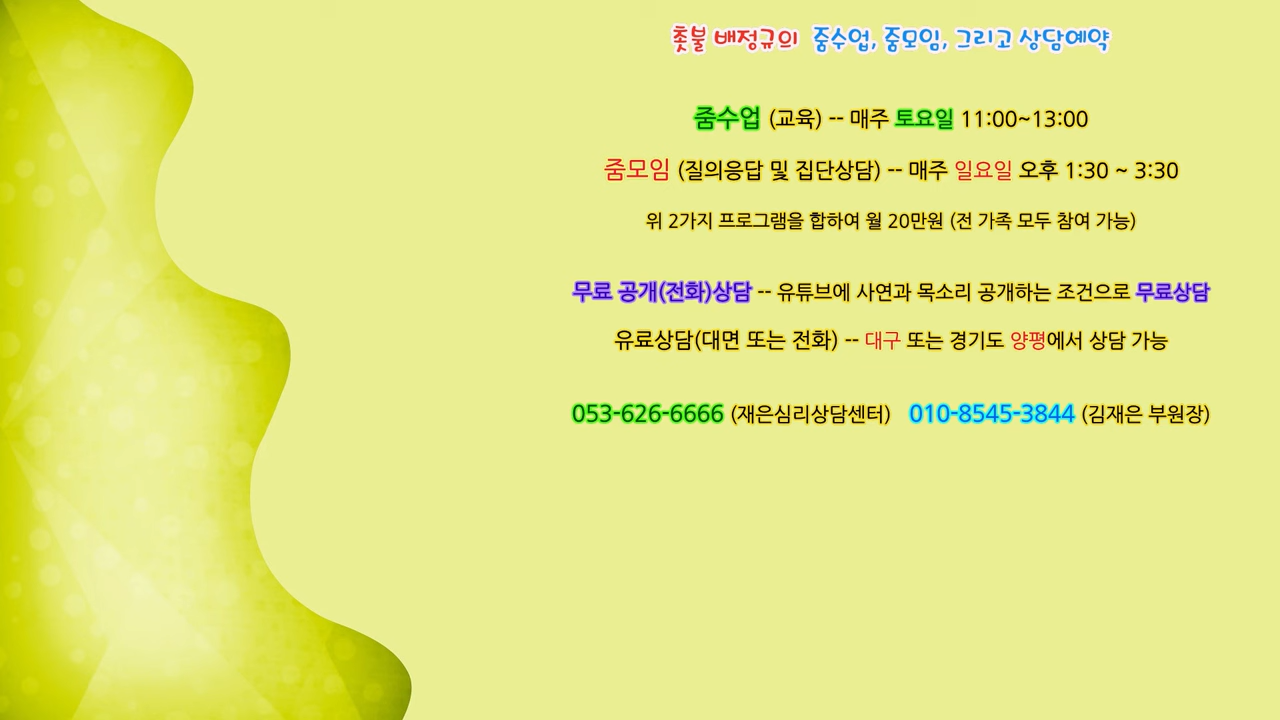 촛불 배정규의 줌수업, 줌모임, 그리고 상담예약
줌수업 (교육) -- 매주 토요일 11:00~13:00
줌모임 (질의응답 및 집단상담) -- 매주 일요일 오후 1:30 ~ 3:30
위 2가지 프로그램을 합하여 월 20만원 (전 가족 모두 참여 가능)
무료 공개(전화)상담 -- 유튜브에 사연과 목소리 공개하는 조건으로 무료상담
유료상담(대면 또는 전화) -- 대구 또는 경기도 양평에서 상담 가능
053-626-6666 (재은심리상담센터) 010-8545-3844 (김재은 부원장)